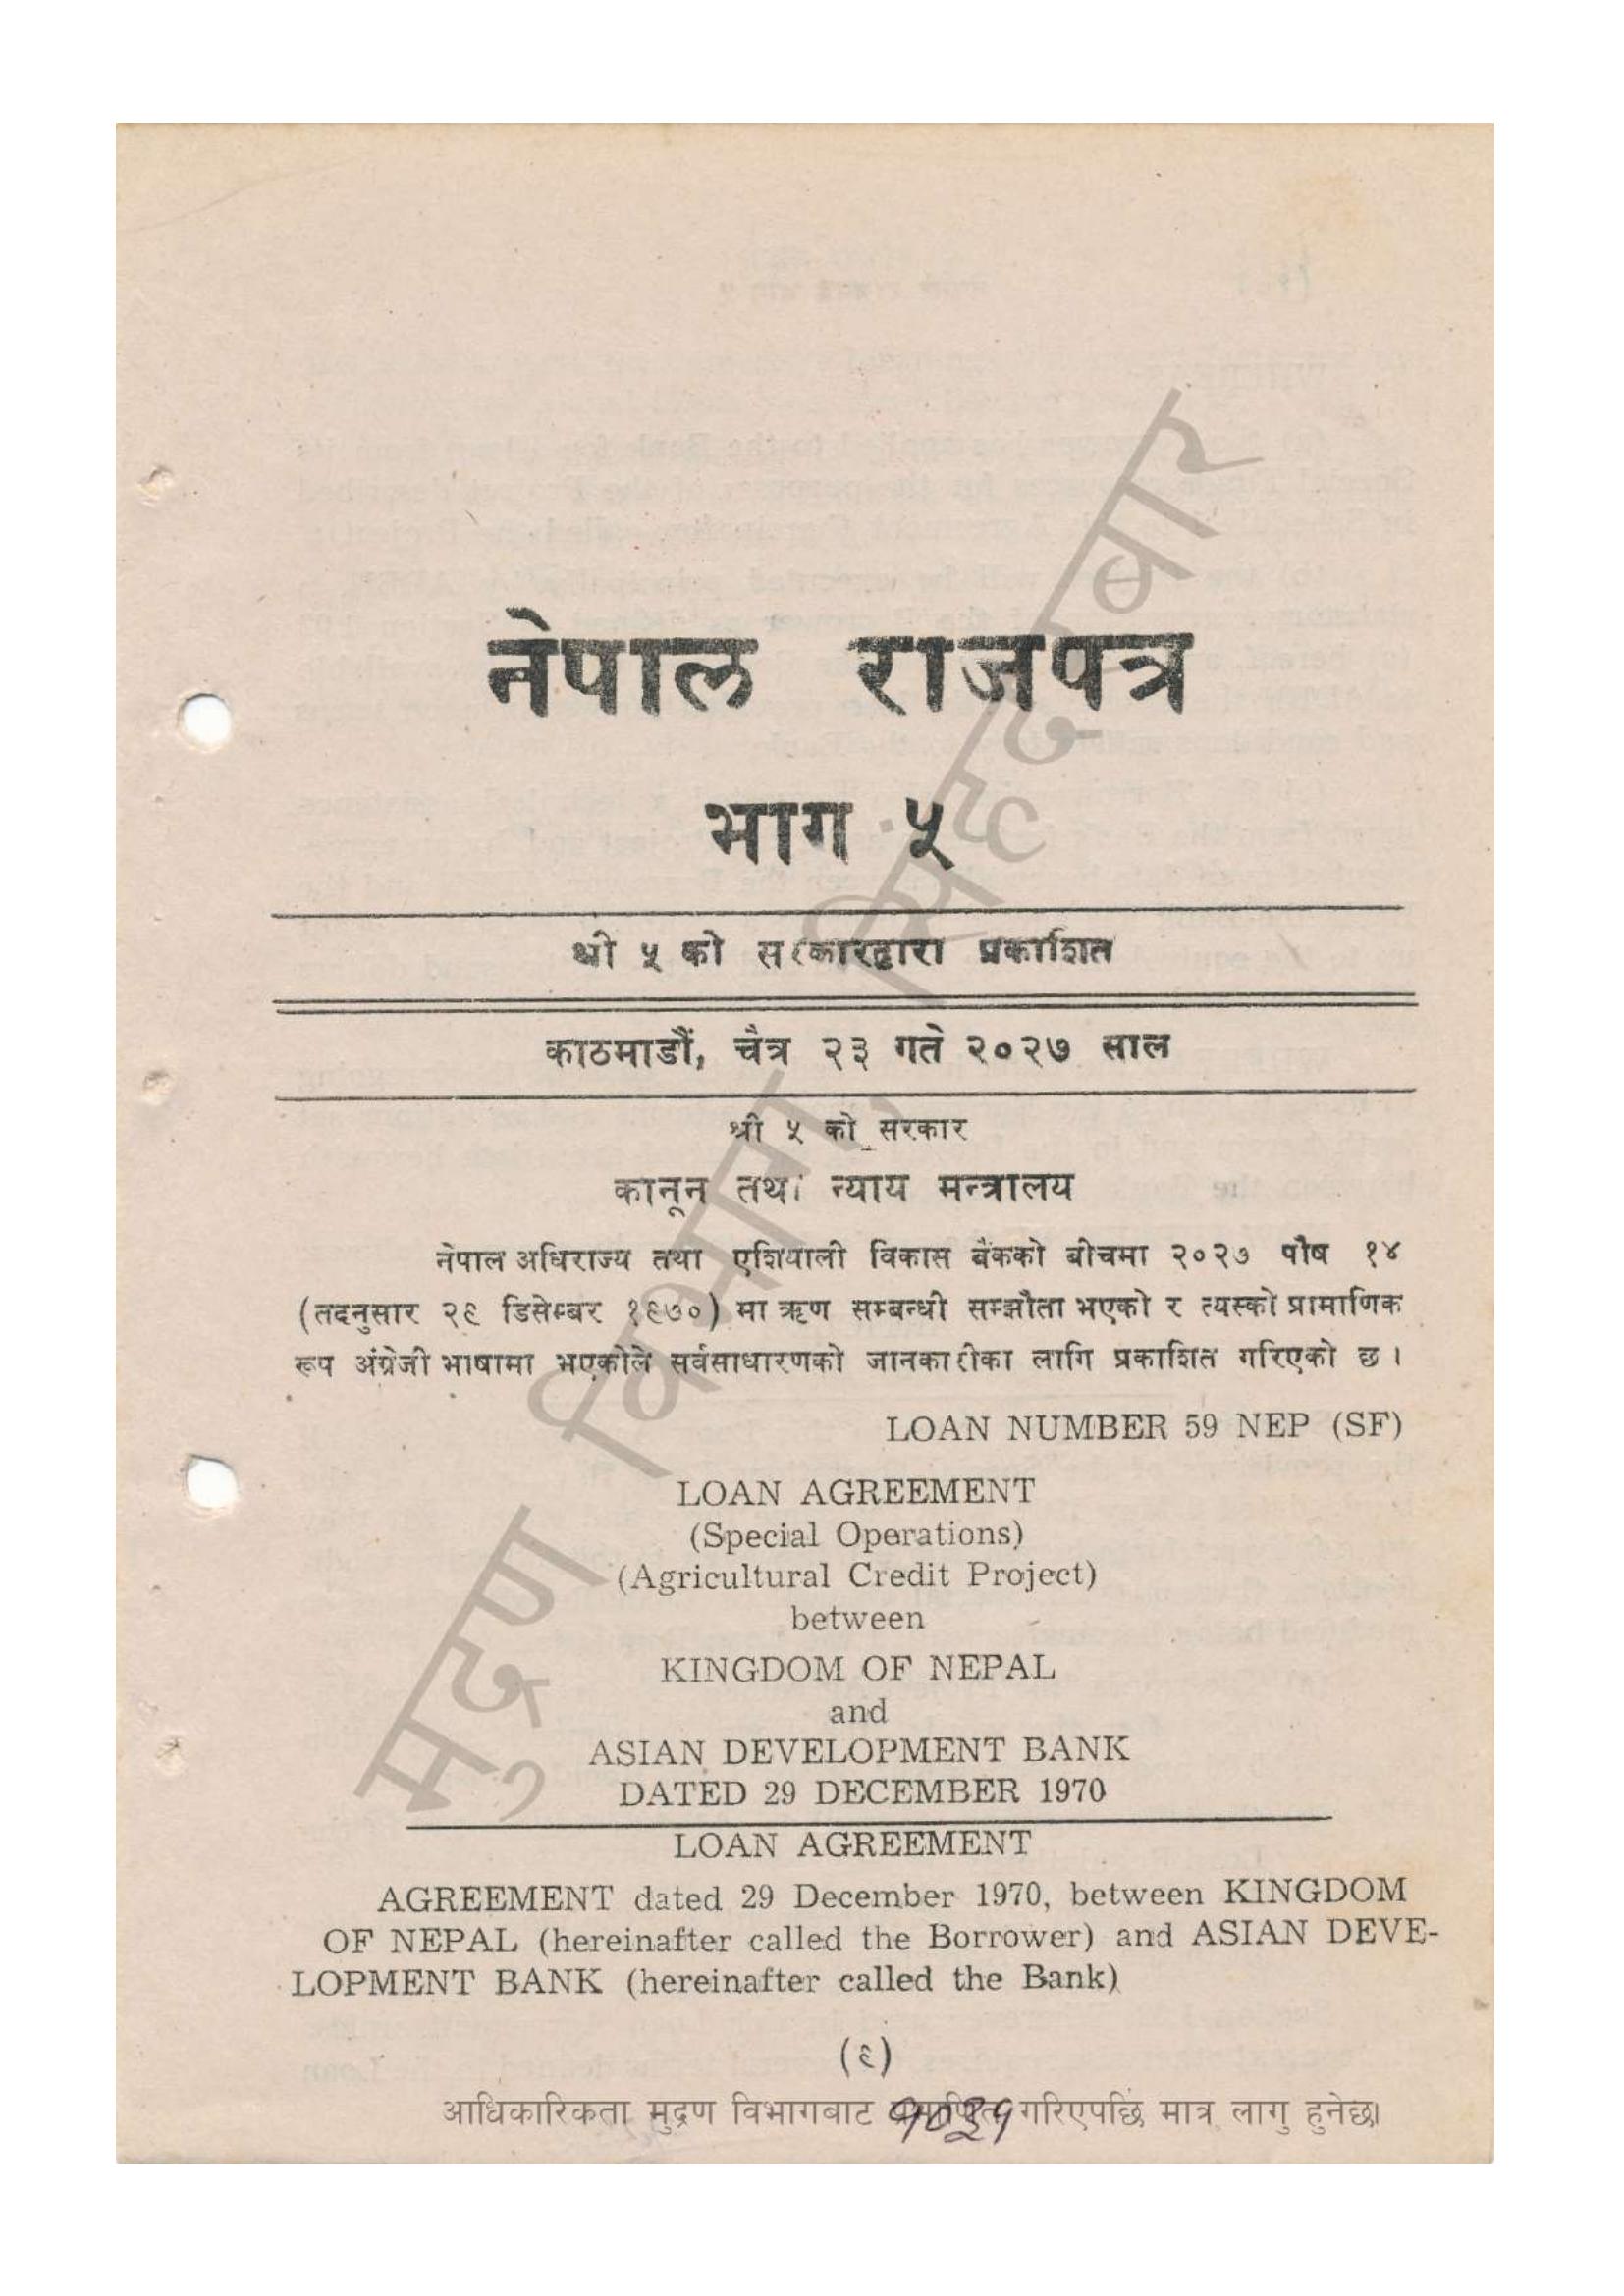 नेपाल राजपत्र
भाग ५
श्री ५ को सरकारद्वारा प्रकाशित
काठमाडौं, चैत्र २३ गते २०२७ साल
श्री ५ को सरकार
कानून तथा न्याय मन्त्रालय
नेपाल अधिराज्य तथा एशियाली विकास बैंकको बीचमा २०२७ पौष १४
(तदनुसार २९ डिसेम्बर १९७०) मा ऋण सम्बन्धी सम्झौता भएको र त्यस्को प्रामाणिक
रूप अंग्रेजी भाषामा भएकोले सर्वसाधारणको जानकारीका लागि प्रकाशित गरिएको छ ।
LOAN NUMBER 59 NEP (SF)
LOAN AGREEMENT
(Special Operations)
(Agricultural Credit Project)
between
KINGDOM OF NEPAL
and
ASIAN DEVELOPMENT BANK
DATED 29 DECEMBER 1970
LOAN AGREEMENT
AGREEMENT dated 29 December 1970, between KINGDOM
OF NEPAL (hereinafter called the Borrower) and ASIAN DEVE-
LOPMENT BANK (hereinafter called the Bank)
(९)
आधिकारिकता मुद्रण विभागबाट प्रमाणित गरिएपछि मात्र लागु हुनेछ।
मुद्रण विभाग, सिंहदरबार